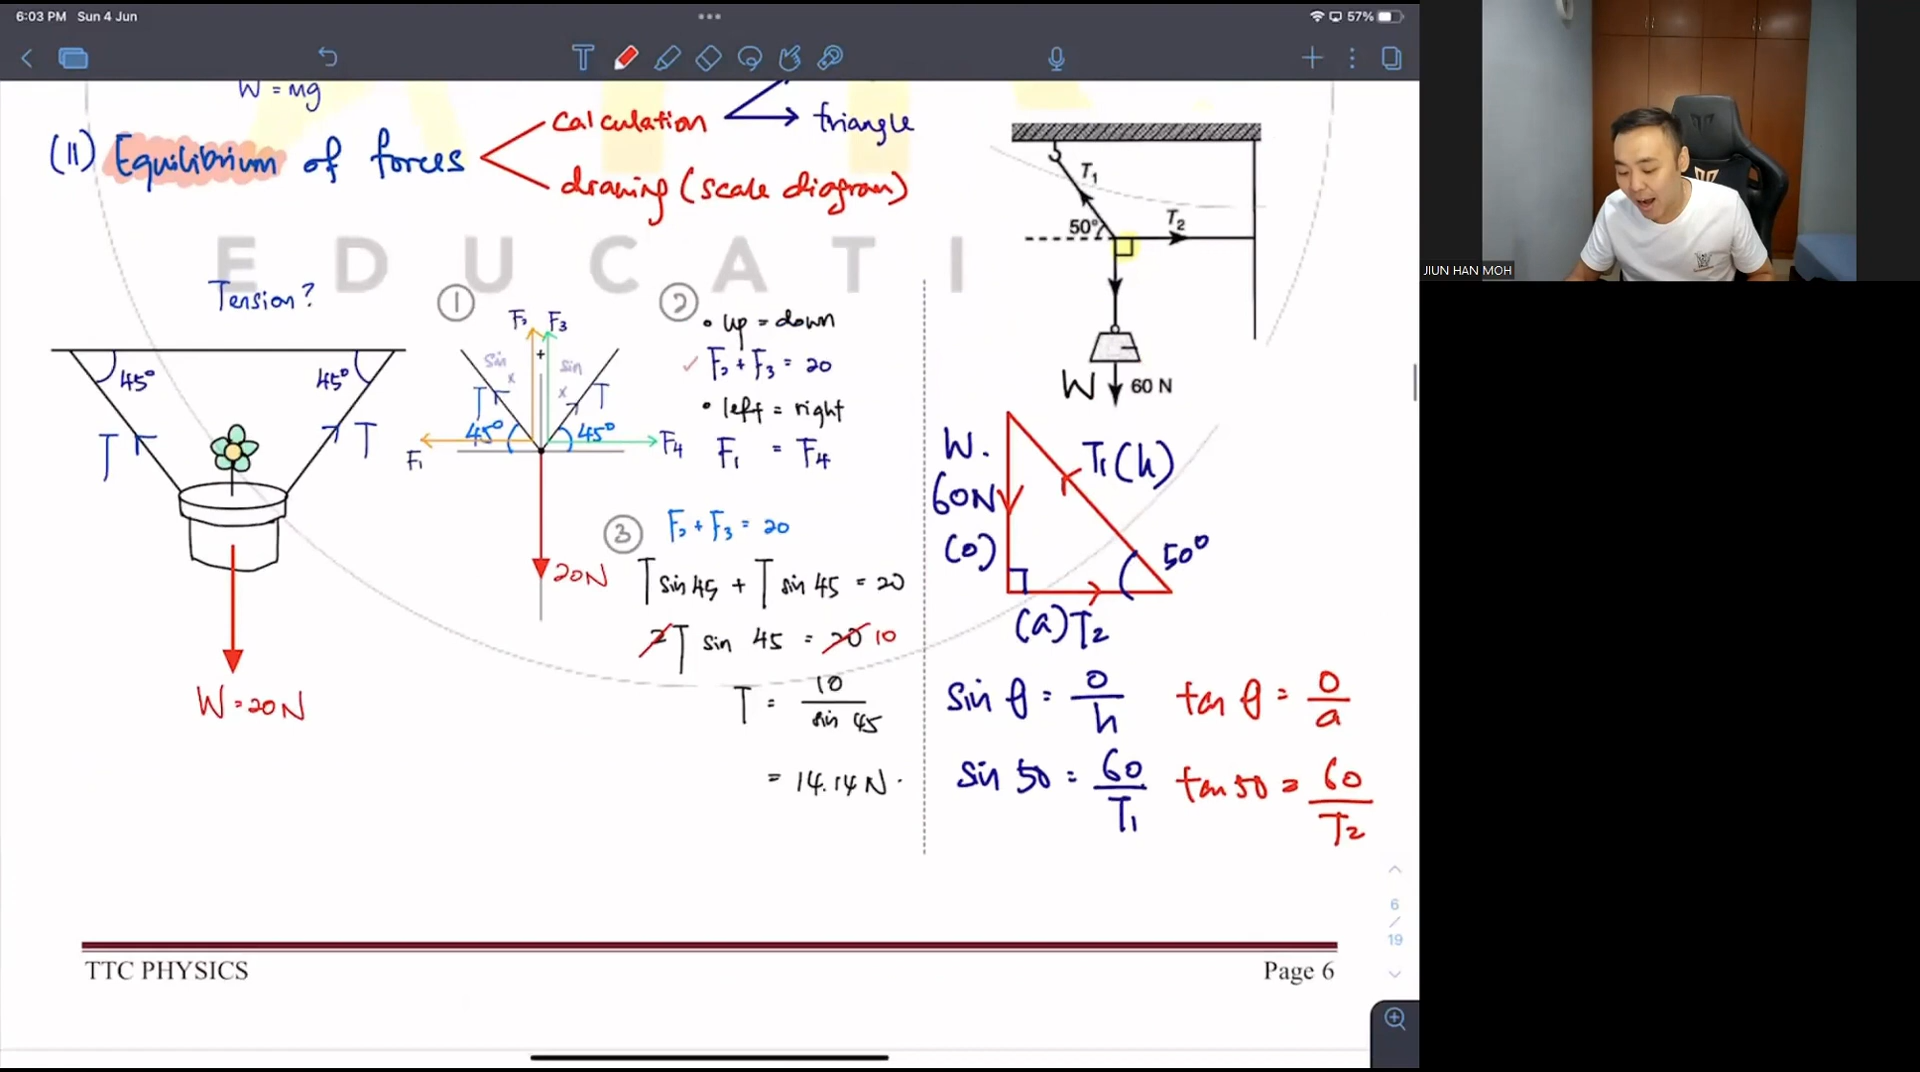 6:03 PM Sun 4 Jun
57%
W = mg
(11) Equilibrium of forces
calculation
triangle
drawing (scale diagram)
EDUCATI
Tension?
45° 45°
T T
W = 20N
1
F₂ F₃
sin sin
x x
T T
45° 45°
F₁ F₄
20N
2
• up = down
F₂ + F₃ = 20
• left = right
F₁ = F₄
3
F₂ + F₃ = 20
T sin 45 + T sin 45 = 20
2T sin 45 = 20 10
T = 10 / sin 45
= 14.14 N.
T₁
50°
T₂
W 60 N
W.
60N
(o)
T₁(h)
50°
(a) T₂
sin θ = o / h
tan θ = o / a
sin 50 = 60 / T₁
tan 50 = 60 / T₂
6
/
19
TTC PHYSICS
Page 6
JIUN HAN MOH